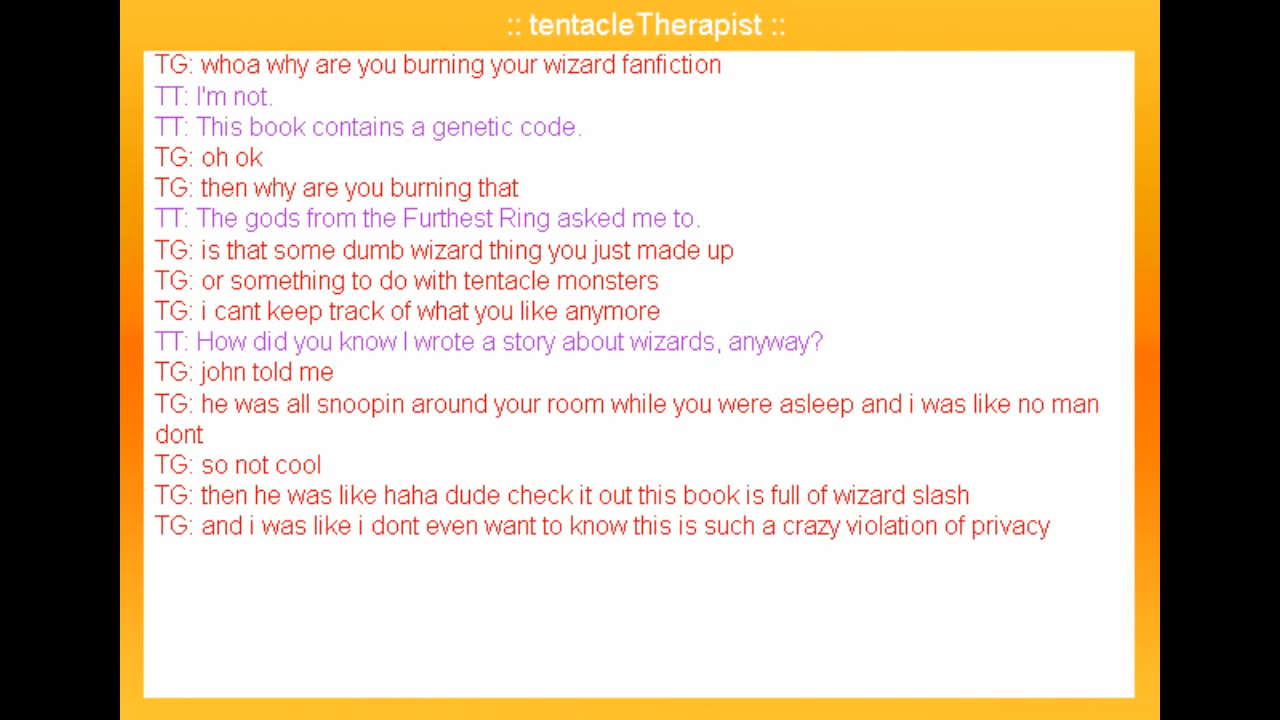 :: tentacleTherapist ::
TG: whoa why are you burning your wizard fanfiction
TT: I'm not.
TT: This book contains a genetic code.
TG: oh ok
TG: then why are you burning that
TT: The gods from the Furthest Ring asked me to.
TG: is that some dumb wizard thing you just made up
TG: or something to do with tentacle monsters
TG: i cant keep track of what you like anymore
TT: How did you know I wrote a story about wizards, anyway?
TG: john told me
TG: he was all snoopin around your room while you were asleep and i was like no man
dont
TG: so not cool
TG: then he was like haha dude check it out this book is full of wizard slash
TG: and i was like i dont even want to know this is such a crazy violation of privacy